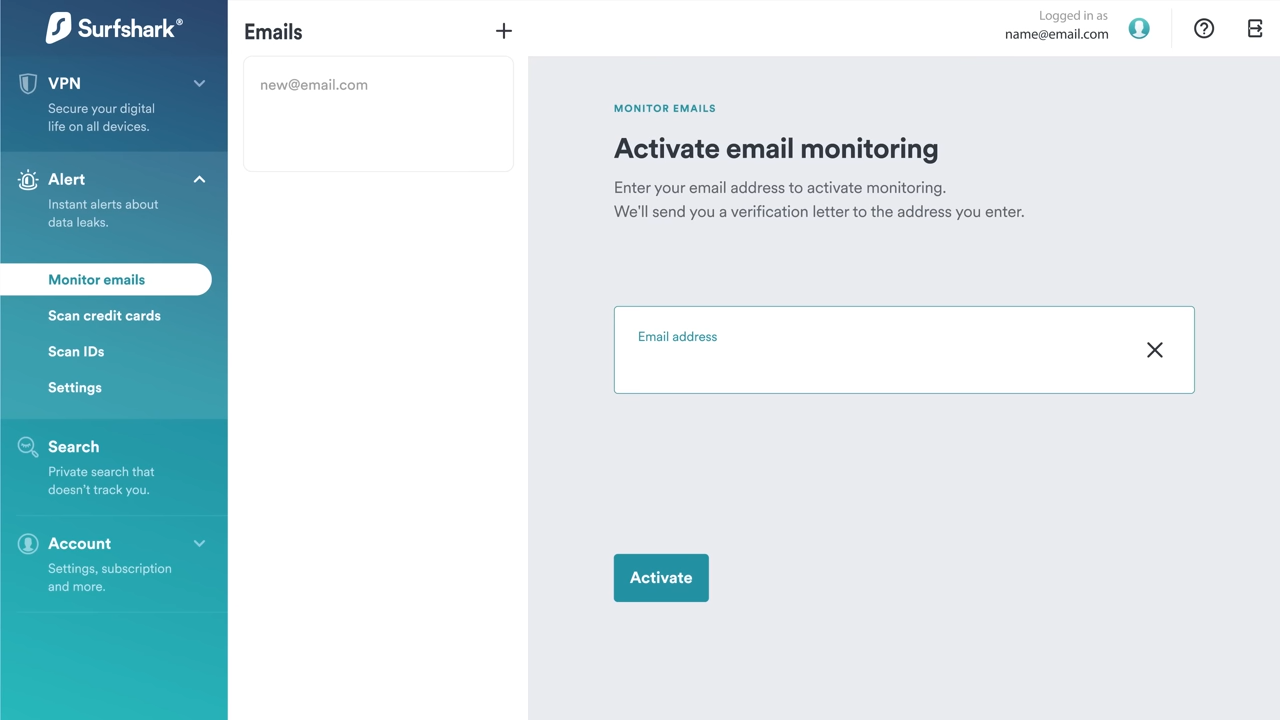 Surfshark®
VPN
Secure your digital
life on all devices.
Alert
Instant alerts about
data leaks.
Monitor emails
Scan credit cards
Scan IDs
Settings
Search
Private search that
doesn't track you.
Account
Settings, subscription
and more.
Emails
new@email.com
Logged in as
name@email.com
MONITOR EMAILS
Activate email monitoring
Enter your email address to activate monitoring.
We'll send you a verification letter to the address you enter.
Email address
Activate